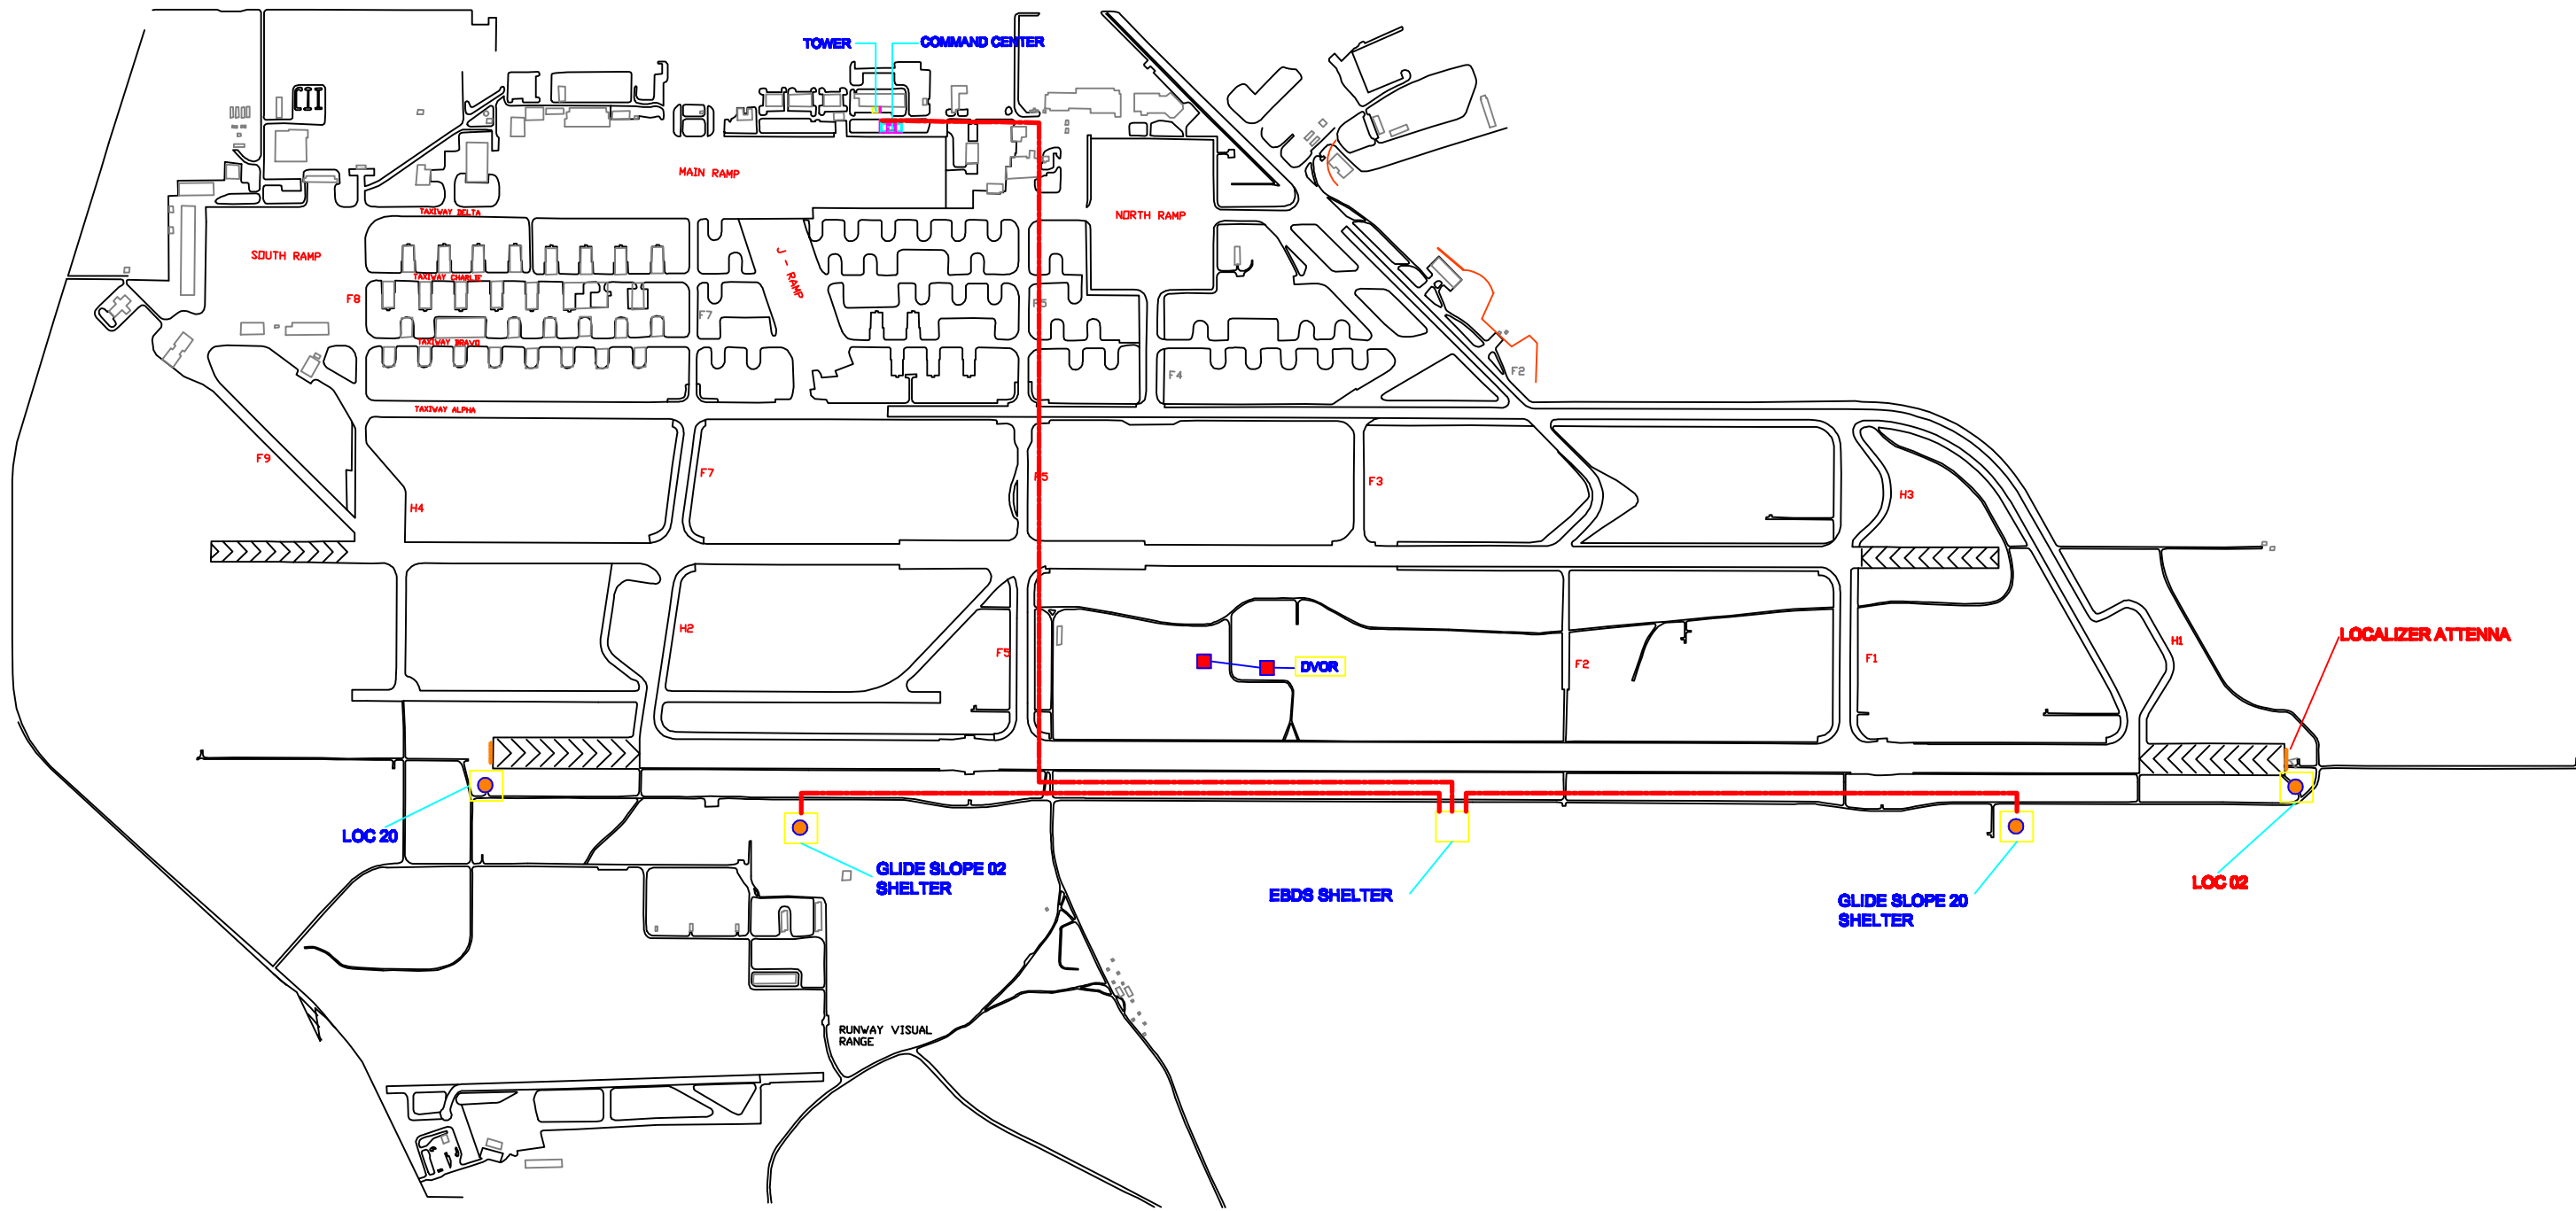 TOWER
COMMAND CENTER
MAIN RAMP
TAXIWAY DELTA
NORTH RAMP
SOUTH RAMP
J - RAMP
TAXIWAY CHARLIE
F8
F5
F7
TAXIWAY BRAVO
F4
F2
TAXIWAY ALPHA
F9
F7
F5
F3
H4
H3
H2
F5
F2
F1
H1
LOCALIZER ATTENNA
DVOR
LOC 20
GLIDE SLOPE 02
SHELTER
EBDS SHELTER
GLIDE SLOPE 20
SHELTER
LOC 02
RUNWAY VISUAL
RANGE